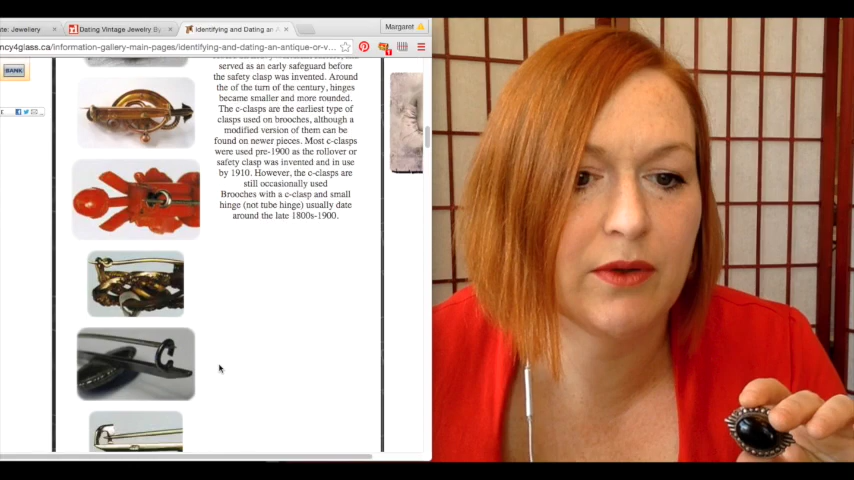 te: Jewellery
Dating Vintage Jewelry By
Identifying and Dating an A
Margaret
ncy4glass.ca/information-gallery-main-pages/identifying-and-dating-an-antique-or-v...
BANK
served as an early safeguard before
the safety clasp was invented. Around
the of the turn of the century, hinges
became smaller and more rounded.
The c-clasps are the earliest type of
clasps used on brooches, although a
modified version of them can be
found on newer pieces. Most c-clasps
were used pre-1900 as the rollover or
safety clasp was invented and in use
by 1910. However, the c-clasps are
still occasionally used
Brooches with a c-clasp and small
hinge (not tube hinge) usually date
around the late 1800s-1900.